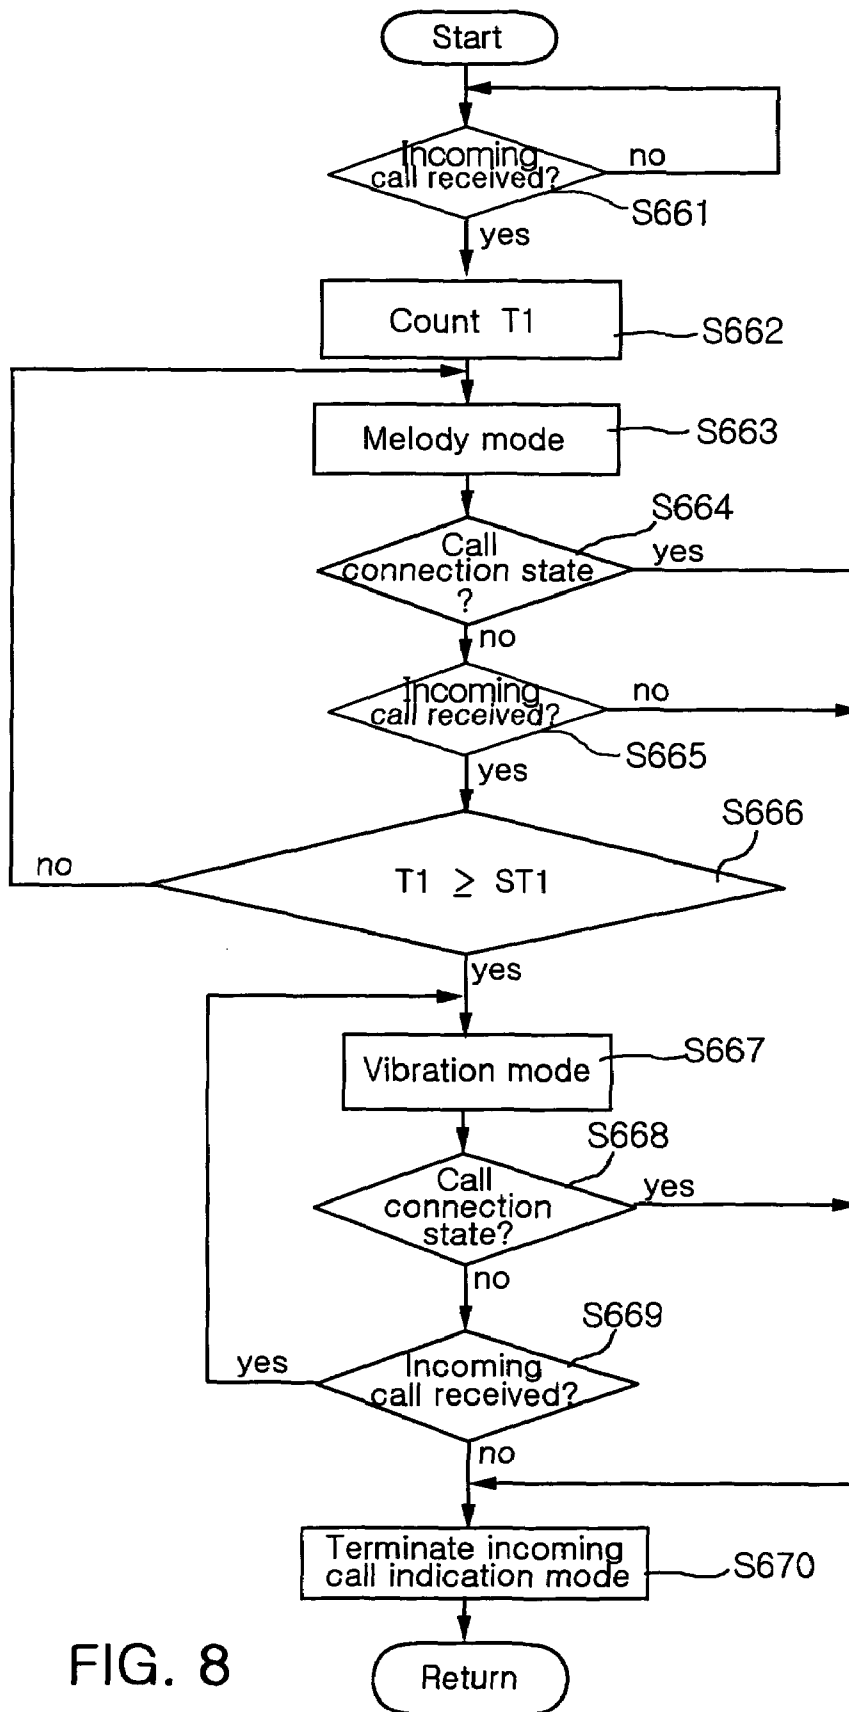 Start
Incoming
call received?
no
S661
yes
Count T1
S662
Melody mode
S663
S664
Call
connection state
?
yes
no
Incoming
call received?
no
S665
yes
S666
no
T1 ≥ ST1
yes
Vibration mode
S667
S668
Call
connection
state?
yes
no
S669
yes
Incoming
call received?
no
Terminate incoming
call indication mode
S670
FIG. 8
Return